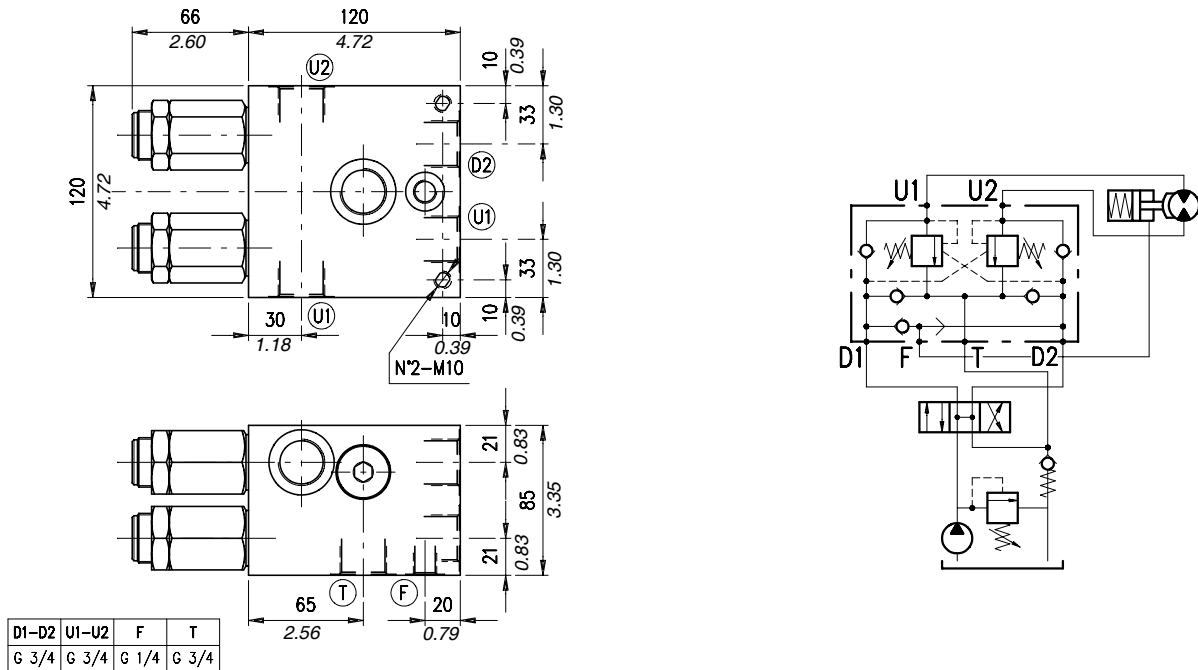 66
2.60
120
4.72
U2
10
0.39
33
1.30
120
4.72
D2
U1
33
1.30
10
0.39
30
1.18
U1
10
0.39
N°2-M10
21
0.83
85
3.35
21
0.83
T
F
65
2.56
20
0.79
D1-D2 U1-U2 F T
G 3/4 G 3/4 G 1/4 G 3/4
U1 U2
D1 F T D2